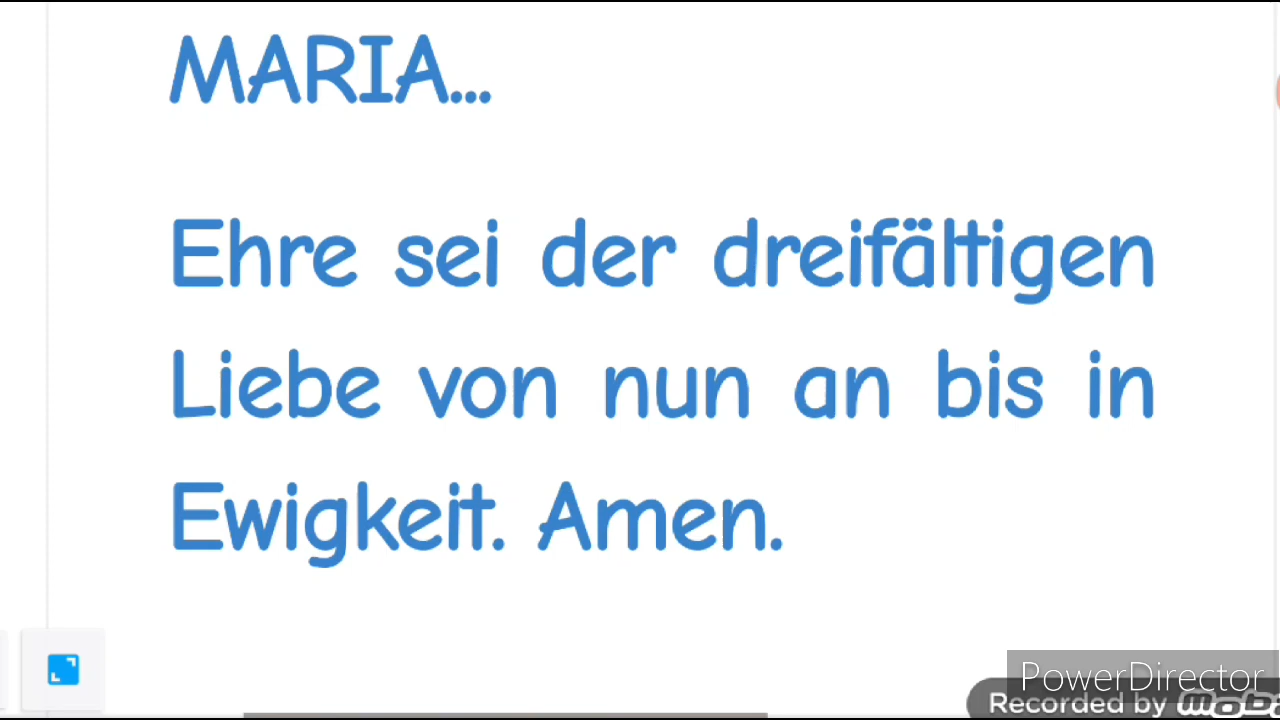 MARIA...
Ehre sei der dreifältigen
Liebe von nun an bis in
Ewigkeit. Amen.
PowerDirector
Recorded by